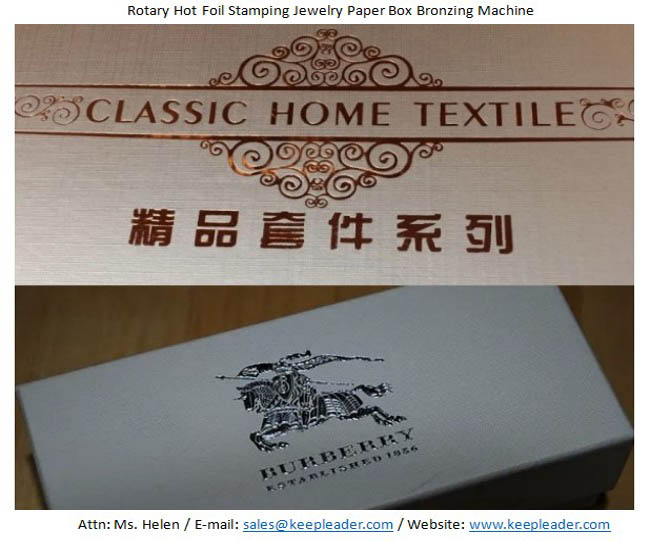 Rotary Hot Foil Stamping Jewelry Paper Box Bronzing Machine
CLASSIC HOME TEXTILE
精品套件系列
BURBERRY
ESTABLISHED 1856
Attn: Ms. Helen / E-mail: sales@keepleader.com / Website: www.keepleader.com